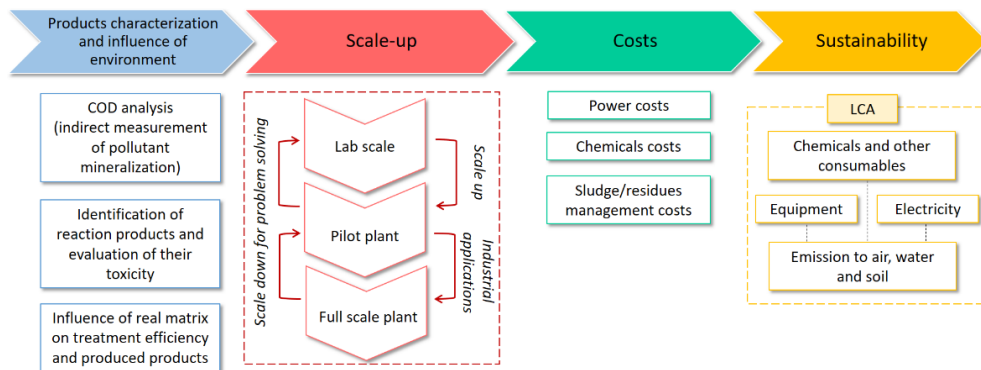 Products characterization
and influence of
environment
Scale-up
Costs
Sustainability
COD analysis
(indirect measurement
of pollutant
mineralization)
Identification of
reaction products and
evaluation of their
toxicity
Influence of real matrix
on treatment efficiency
and produced products
Scale down for problem solving
Lab scale
Pilot plant
Full scale plant
Scale up
Industrial
applications
Power costs
Chemicals costs
Sludge/residues
management costs
LCA
Chemicals and other
consumables
Equipment
Electricity
Emission to air, water
and soil